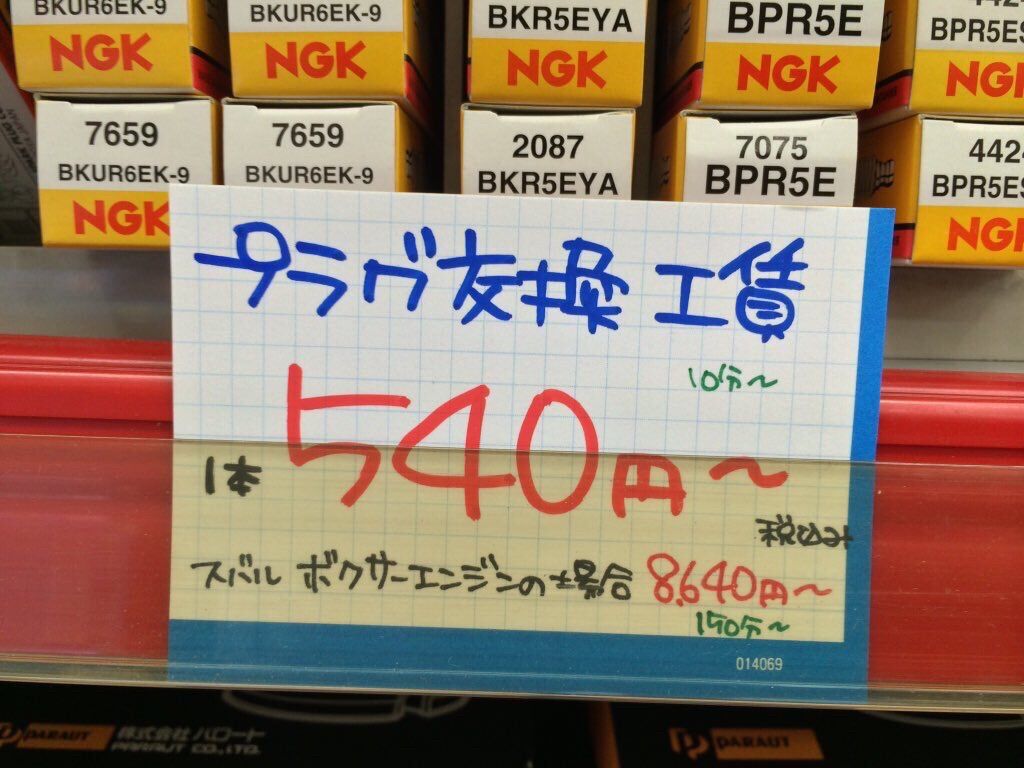 BKUR6EK-9 BKUR6EK-9 BKR5EYA BPR5E BPR5ES
NGK NGK NGK NGK NGK
7659 7659 2087 7075 442
BKUR6EK-9 BKUR6EK-9 BKR5EYA BPR5E BPR5ES
NGK NGK
プラグ交換 工賃
10分〜
1本 540円〜
税込み
スバル ボクサーエンジンの場合 8,640円〜
150分〜
014069
PARAUT 株式会社 パロート PARAUT
PARAUT CO.,LTD.